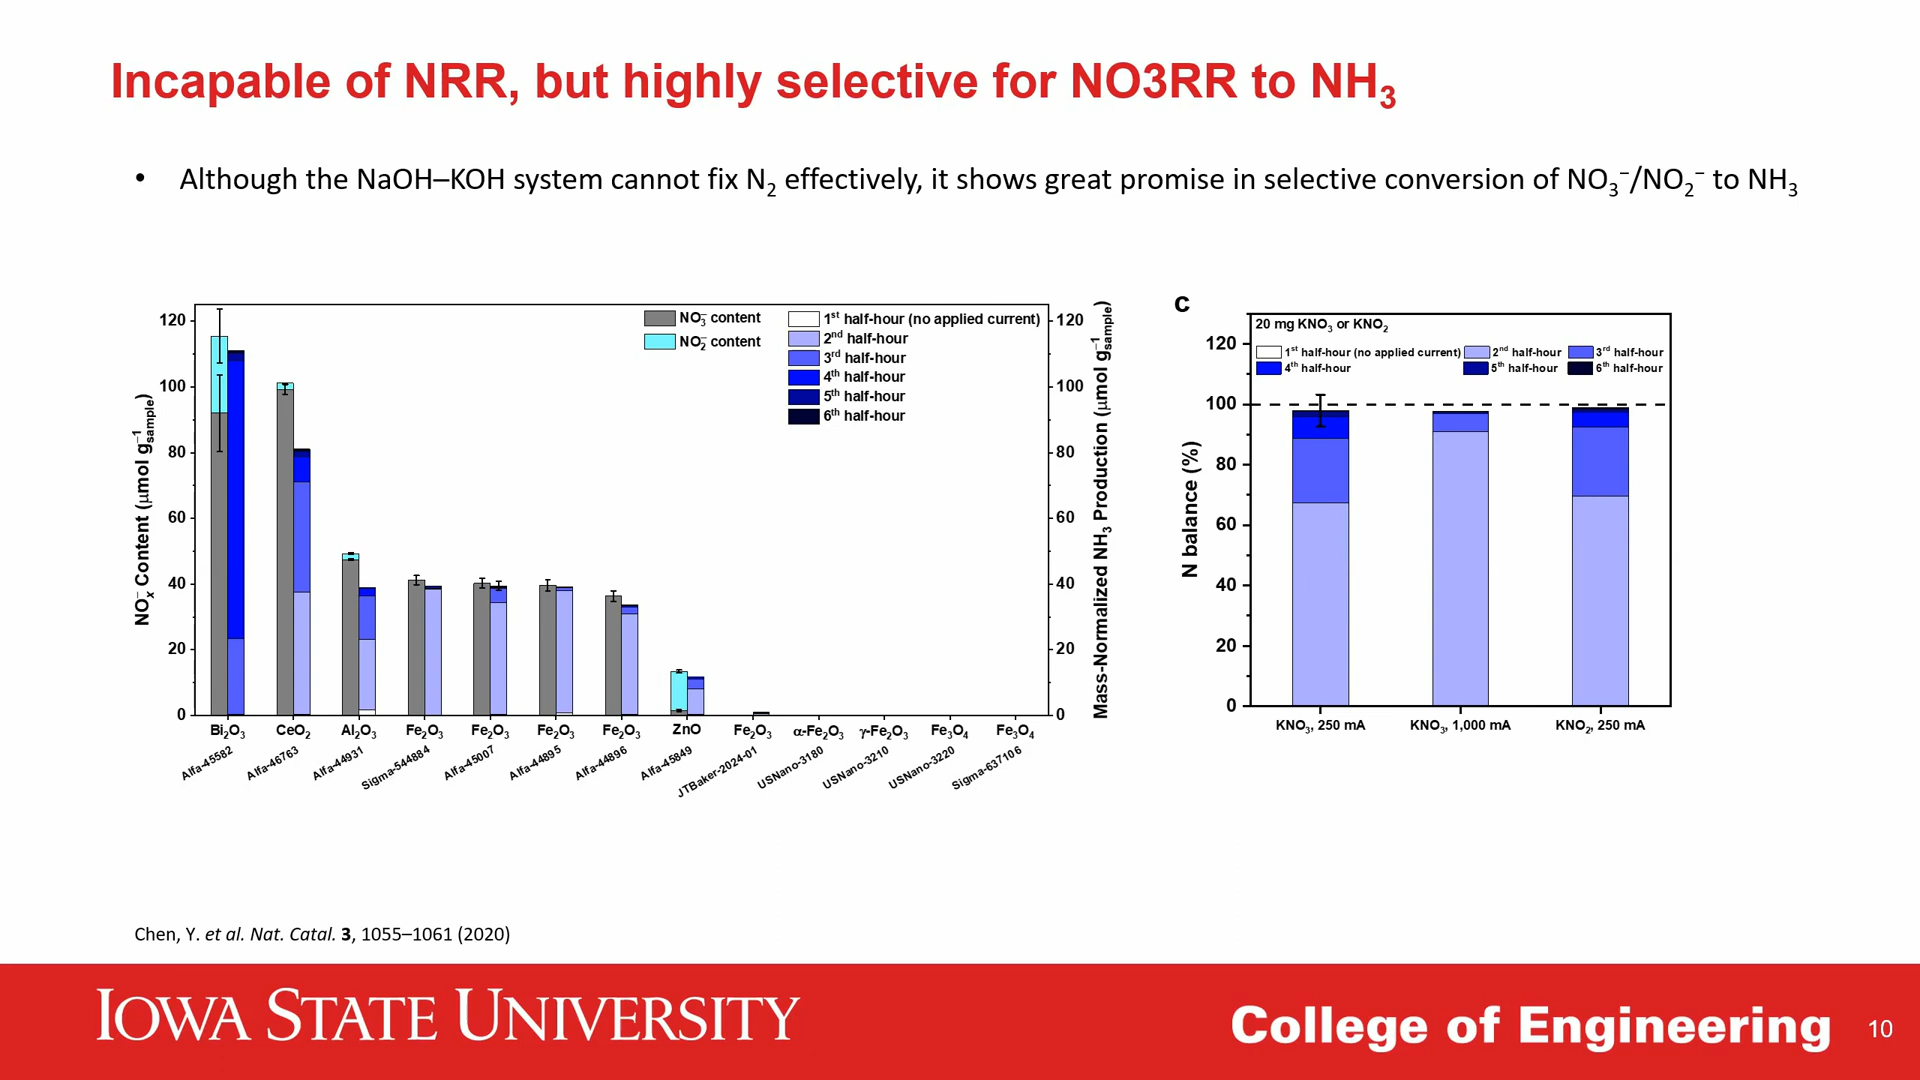 Incapable of NRR, but highly selective for NO3RR to NH₃
• Although the NaOH–KOH system cannot fix N₂ effectively, it shows great promise in selective conversion of NO₃⁻/NO₂⁻ to NH₃
NOₓ⁻ Content (μmol g⁻¹sample)
120
100
80
60
40
20
0
NO₃⁻ content
NO₂⁻ content
1st half-hour (no applied current)
2nd half-hour
3rd half-hour
4th half-hour
5th half-hour
6th half-hour
120
100
80
60
40
20
0
Mass-Normalized NH₃ Production (μmol g⁻¹sample)
Bi₂O₃ CeO₂ Al₂O₃ Fe₂O₃ Fe₂O₃ Fe₂O₃ Fe₂O₃ ZnO Fe₂O₃ α-Fe₂O₃ γ-Fe₂O₃ Fe₃O₄ Fe₃O₄
Alfa-45582 Alfa-46763 Alfa-44931 Sigma-544884 Alfa-45007 Alfa-44895 Alfa-44896 Alfa-45849 JTBaker-2024-01 USNano-3180 USNano-3210 USNano-3220 Sigma-637106
c
N balance (%)
120
100
80
60
40
20
0
20 mg KNO₃ or KNO₂
1st half-hour (no applied current) 2nd half-hour 3rd half-hour
4th half-hour 5th half-hour 6th half-hour
KNO₃, 250 mA KNO₃, 1,000 mA KNO₂, 250 mA
Chen, Y. et al. Nat. Catal. 3, 1055–1061 (2020)
IOWA STATE UNIVERSITY
College of Engineering
10